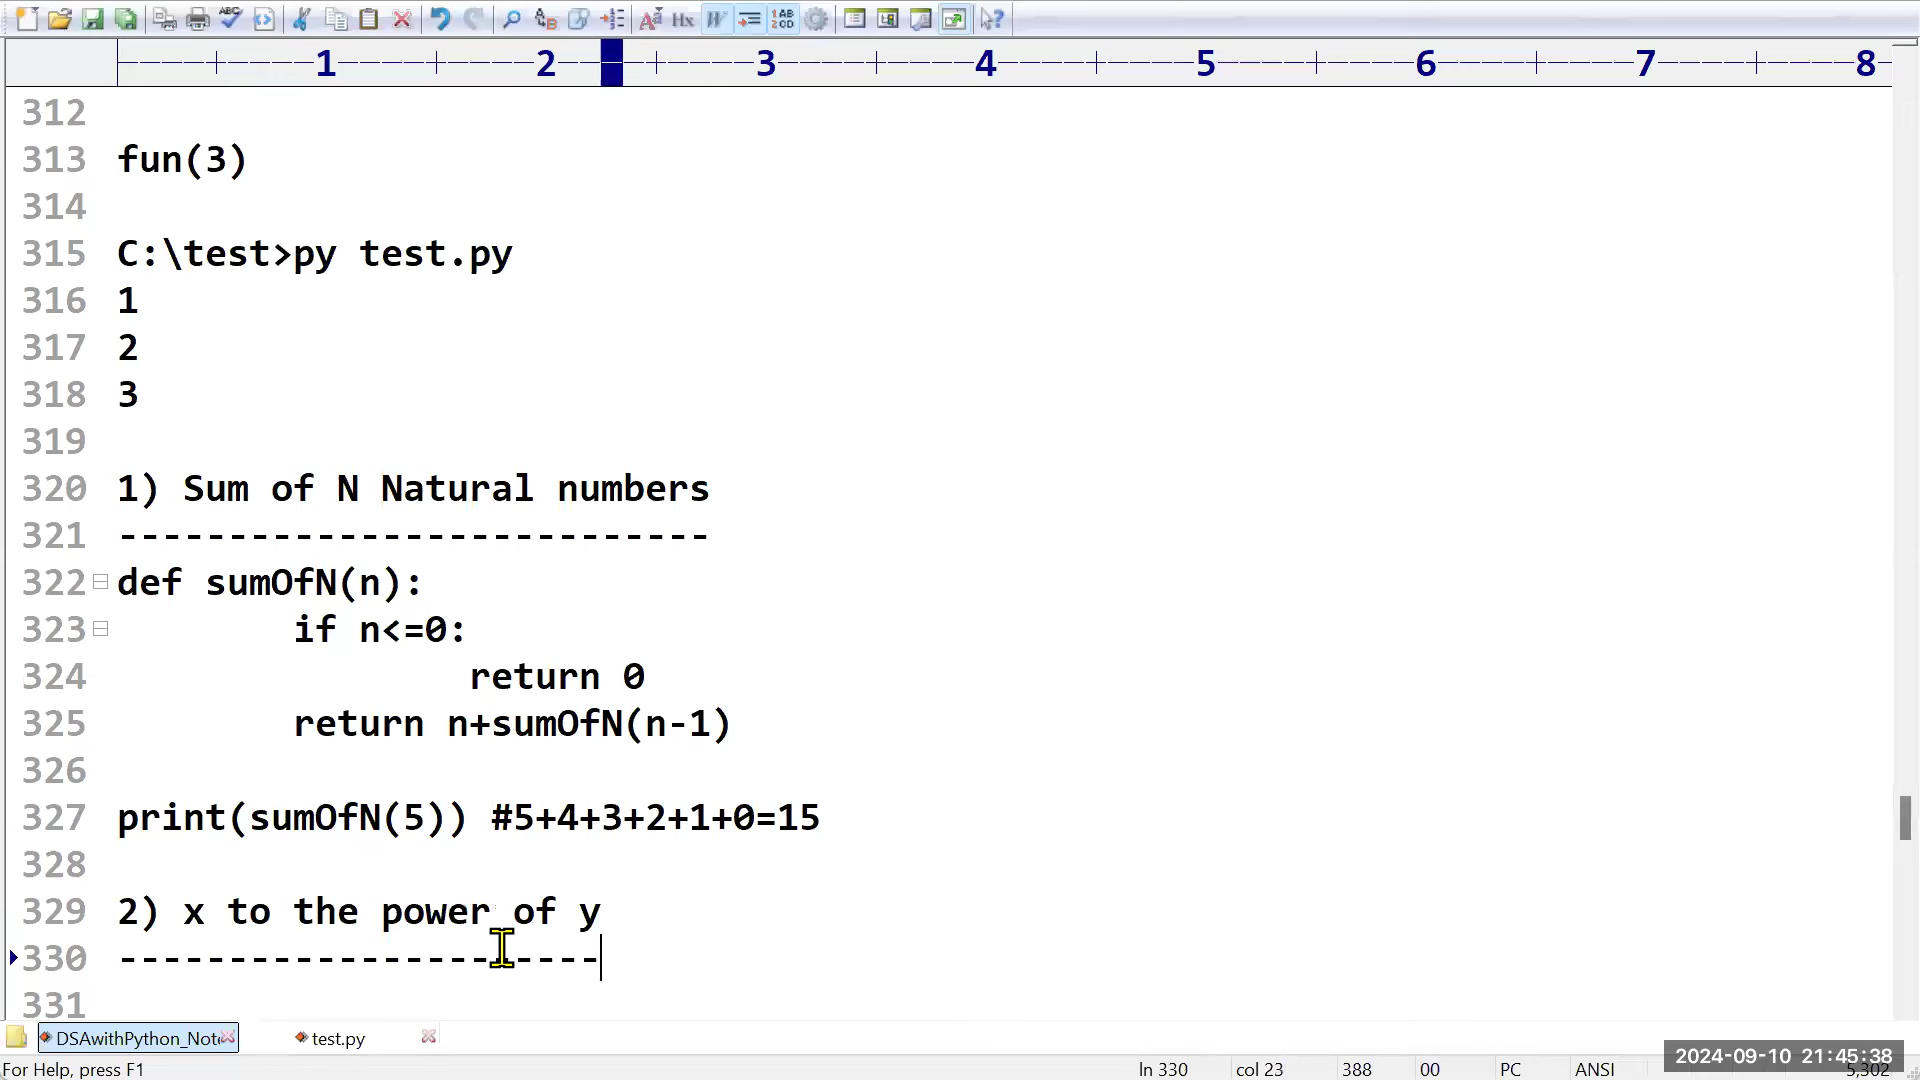 1 2 3 4 5 6 7 8
312
313 fun(3)
314
315 C:\test>py test.py
316 1
317 2
318 3
319
320 1) Sum of N Natural numbers
321 ---------------------------
322 def sumOfN(n):
323         if n<=0:
324                 return 0
325         return n+sumOfN(n-1)
326
327 print(sumOfN(5)) #5+4+3+2+1+0=15
328
329 2) x to the power of y
330 ----------------------
331
DSAwithPython_Note test.py
For Help, press F1 ln 330 col 23 388 00 PC ANSI 5,302
2024-09-10 21:45:38